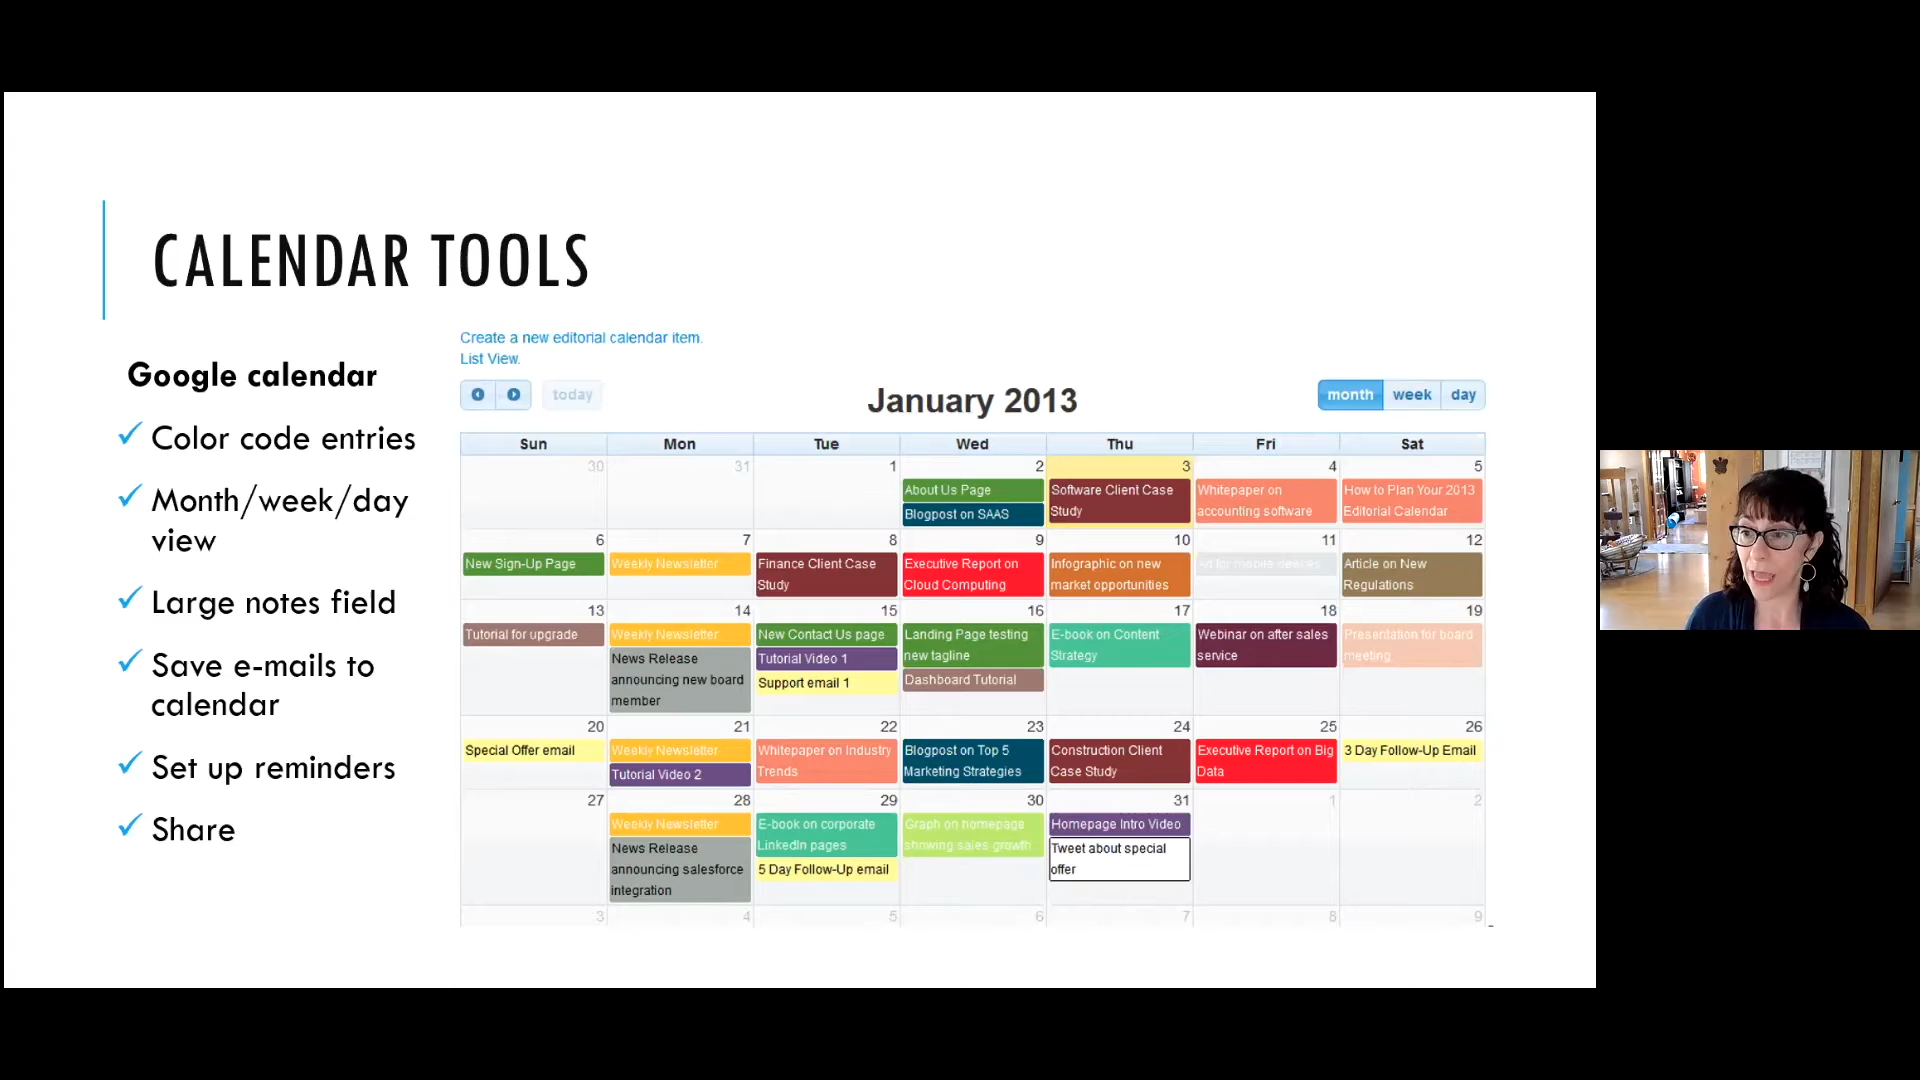 CALENDAR TOOLS
Google calendar
Color code entries
Month/week/day
view
Large notes field
Save e-mails to
calendar
Set up reminders
Share
Create a new editorial calendar item.
List View.
today
January 2013
month week day
Sun Mon Tue Wed Thu Fri Sat
30 31 1 2 3 4 5
About Us Page
Blogpost on SAAS
Software Client Case
Study
Whitepaper on
accounting software
How to Plan Your 2013
Editorial Calendar
6 7 8 9 10 11 12
New Sign-Up Page
Weekly Newsletter
Finance Client Case
Study
Executive Report on
Cloud Computing
Infographic on new
market opportunities
Art for mobile devices
Article on New
Regulations
13 14 15 16 17 18 19
Tutorial for upgrade
Weekly Newsletter
News Release
announcing new board
member
New Contact Us page
Tutorial Video 1
Support email 1
Landing Page testing
new tagline
Dashboard Tutorial
E-book on Content
Strategy
Webinar on after sales
service
Presentation for board
meeting
20 21 22 23 24 25 26
Special Offer email
Weekly Newsletter
Tutorial Video 2
Whitepaper on Industry
Trends
Blogpost on Top 5
Marketing Strategies
Construction Client
Case Study
Executive Report on Big
Data
3 Day Follow-Up Email
27 28 29 30 31 1 2
Weekly Newsletter
News Release
announcing salesforce
integration
E-book on corporate
LinkedIn pages
5 Day Follow-Up email
Graph on homepage
showing sales growth
Homepage Intro Video
Tweet about special
offer
3 4 5 6 7 8 9